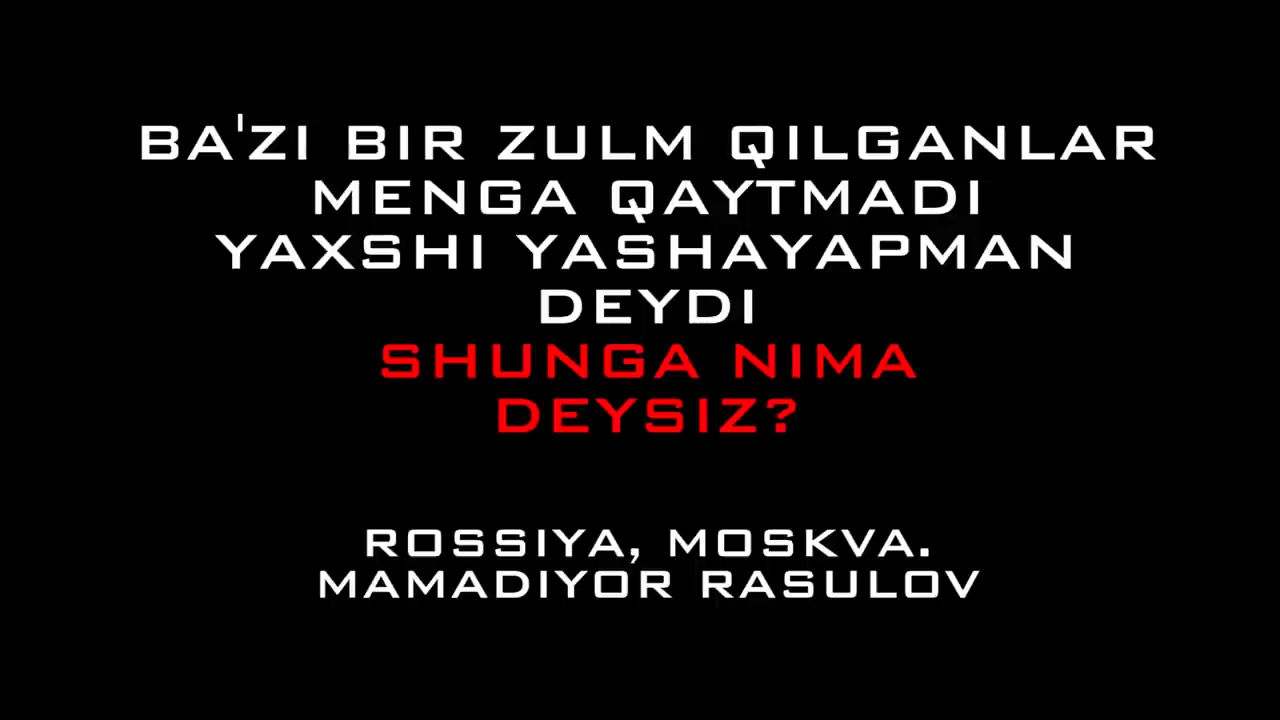 BA'ZI BIR ZULM QILGANLAR
MENGA QAYTMADI
YAXSHI YASHAYAPMAN
DEYDI
SHUNGA NIMA
DEYSIZ?
ROSSIYA, MOSKVA.
MAMADIYOR RASULOV